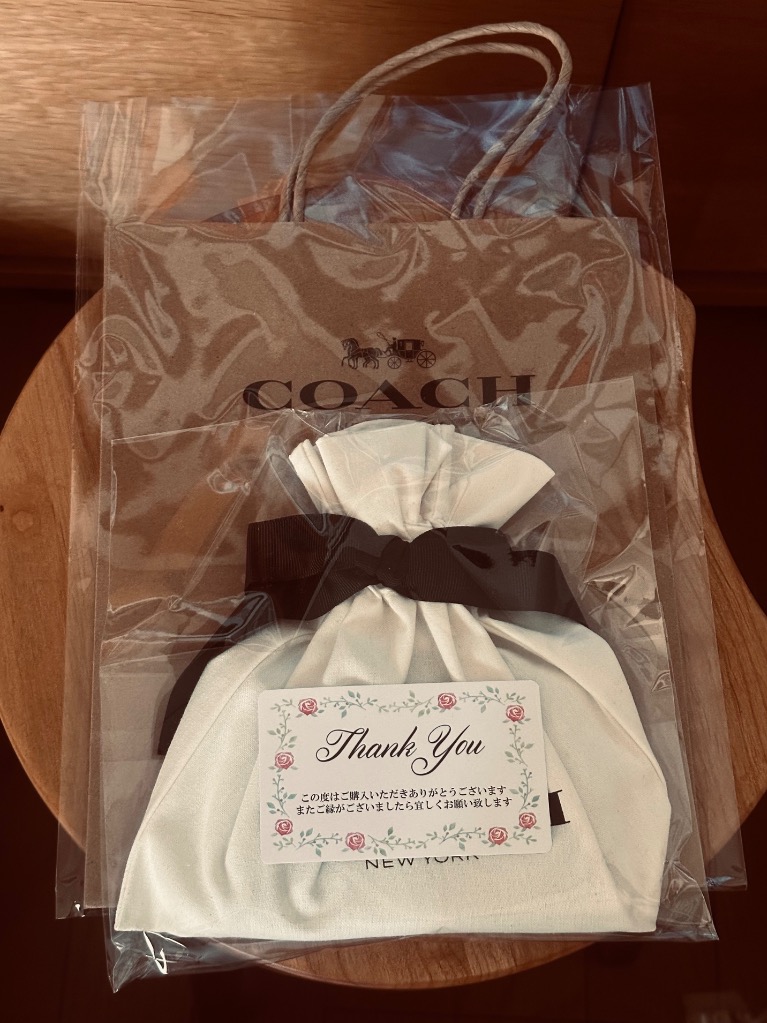 COACH
Thank You
この度はご購入いただきありがとうございます
またご縁がございましたら宜しくお願い致します
H
NEW YORK